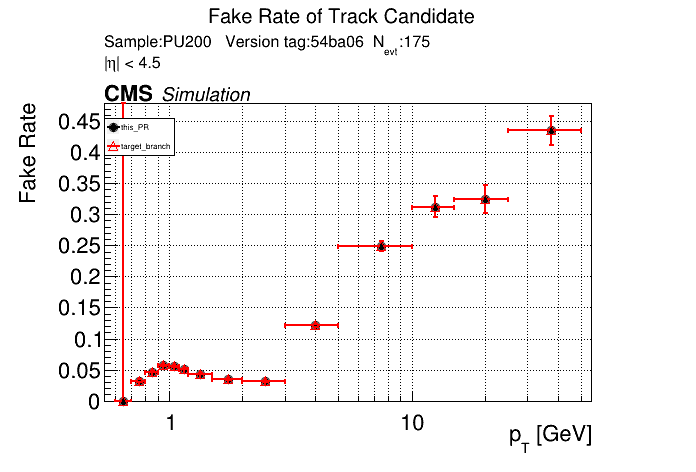 Fake Rate of Track Candidate
Sample:PU200 Version tag:54ba06 N_evt:175
|η| < 4.5
CMS Simulation
Fake Rate
this_PR
target_branch
0.45
0.4
0.35
0.3
0.25
0.2
0.15
0.1
0.05
0
1
10
p_T [GeV]